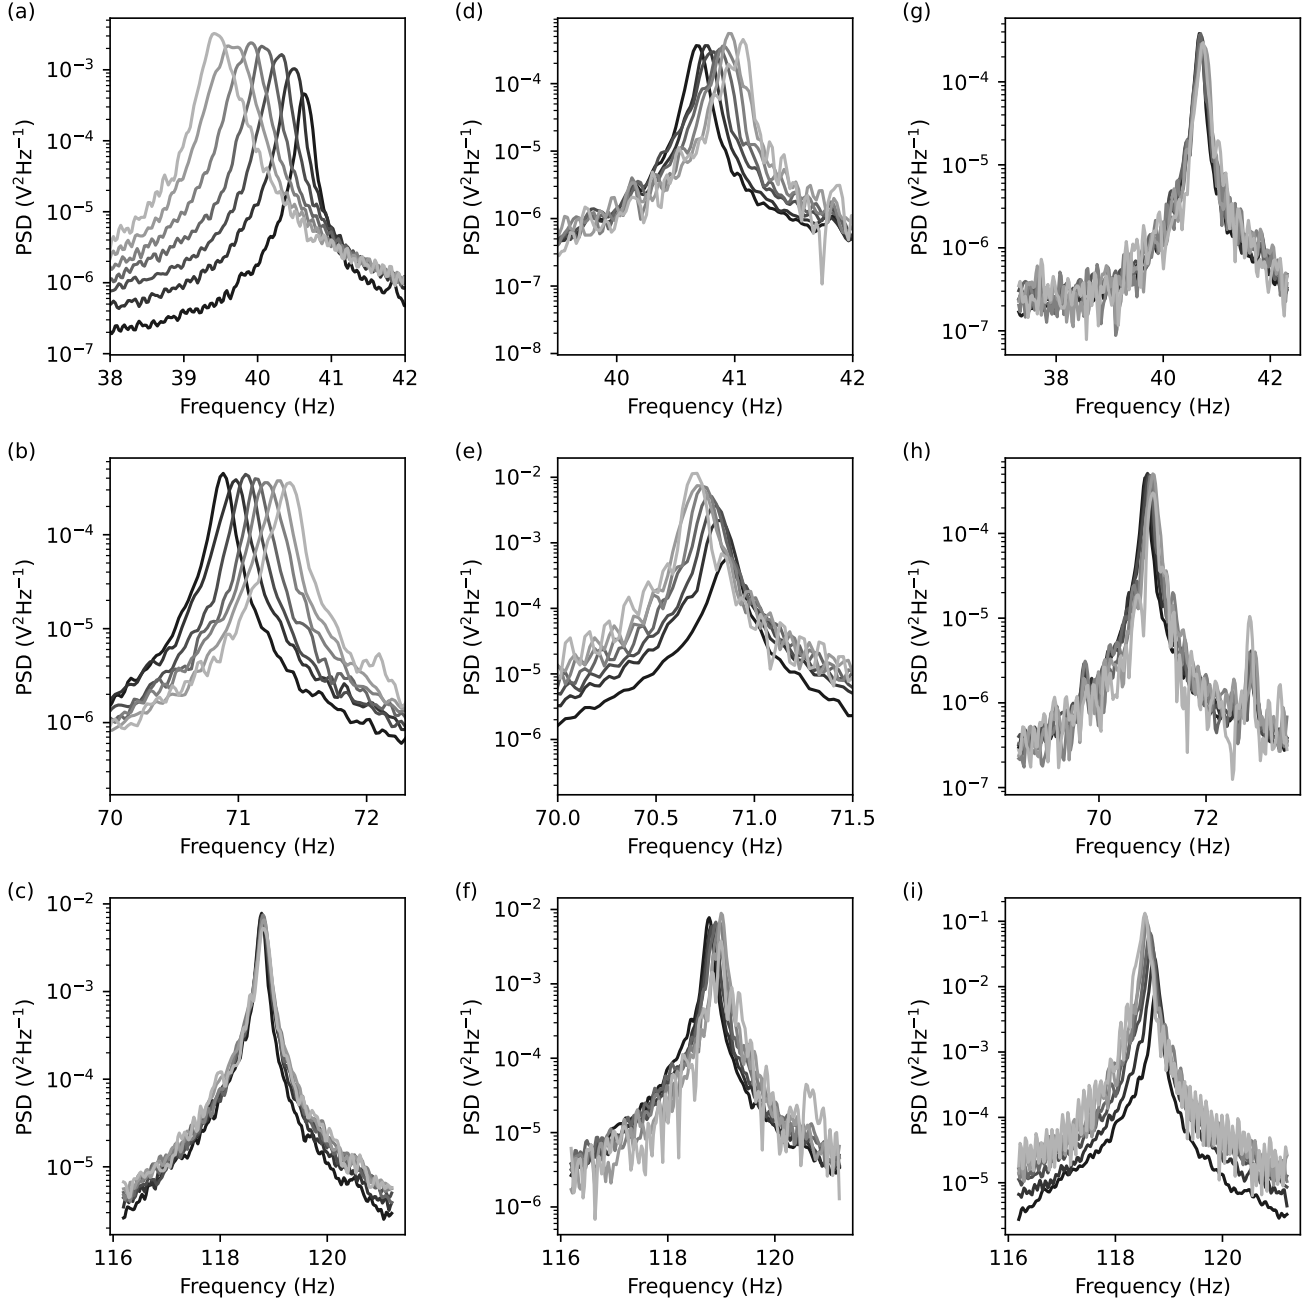 (a)
PSD (V²Hz⁻¹)
10⁻³
10⁻⁴
10⁻⁵
10⁻⁶
10⁻⁷
38 39 40 41 42
Frequency (Hz)
(d)
PSD (V²Hz⁻¹)
10⁻⁴
10⁻⁵
10⁻⁶
10⁻⁷
10⁻⁸
40 41 42
Frequency (Hz)
(g)
PSD (V²Hz⁻¹)
10⁻⁴
10⁻⁵
10⁻⁶
10⁻⁷
38 40 42
Frequency (Hz)
(b)
PSD (V²Hz⁻¹)
10⁻⁴
10⁻⁵
10⁻⁶
70 71 72
Frequency (Hz)
(e)
PSD (V²Hz⁻¹)
10⁻²
10⁻³
10⁻⁴
10⁻⁵
10⁻⁶
70.0 70.5 71.0 71.5
Frequency (Hz)
(h)
PSD (V²Hz⁻¹)
10⁻⁴
10⁻⁵
10⁻⁶
10⁻⁷
70 72
Frequency (Hz)
(c)
PSD (V²Hz⁻¹)
10⁻²
10⁻³
10⁻⁴
10⁻⁵
116 118 120
Frequency (Hz)
(f)
PSD (V²Hz⁻¹)
10⁻²
10⁻³
10⁻⁴
10⁻⁵
10⁻⁶
116 118 120
Frequency (Hz)
(i)
PSD (V²Hz⁻¹)
10⁻¹
10⁻²
10⁻³
10⁻⁴
10⁻⁵
116 118 120
Frequency (Hz)